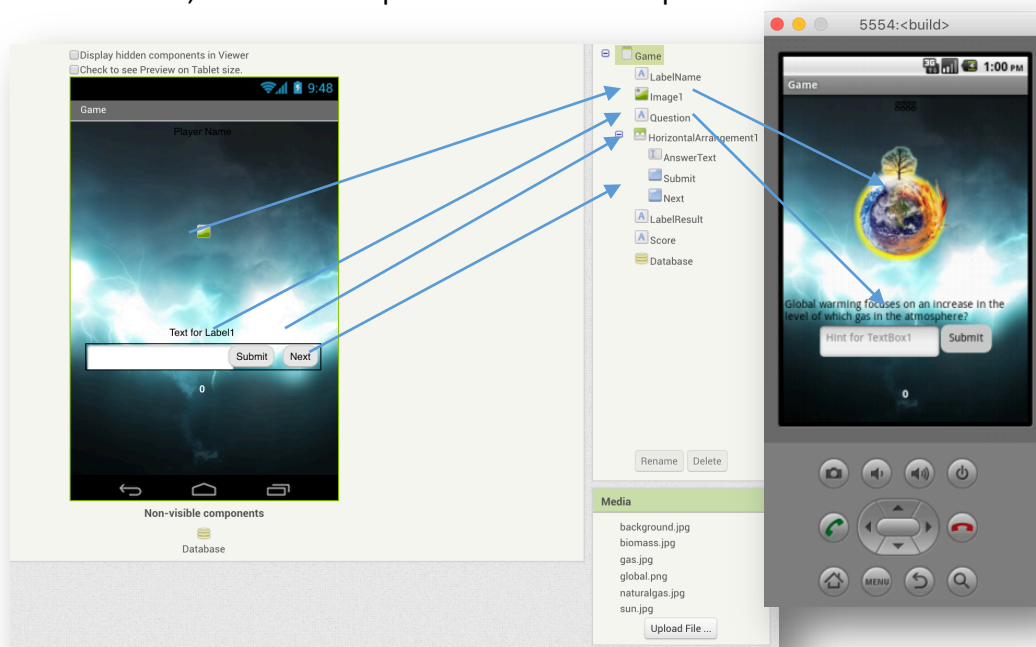 5554:<build>
Display hidden components in Viewer
Check to see Preview on Tablet size.
9:48
Game
Player Name
Text for Label1
Submit
Next
0
Non-visible components
Database
Game
LabelName
Image1
Question
HorizontalArrangement1
AnswerText
Submit
Next
LabelResult
Score
Database
Rename
Delete
Media
background.jpg
biomass.jpg
gas.jpg
global.png
naturalgas.jpg
sun.jpg
Upload File ...
3G
1:00 PM
Game
Global warming focuses on an increase in the
level of which gas in the atmosphere?
Hint for TextBox1
Submit
0
MENU